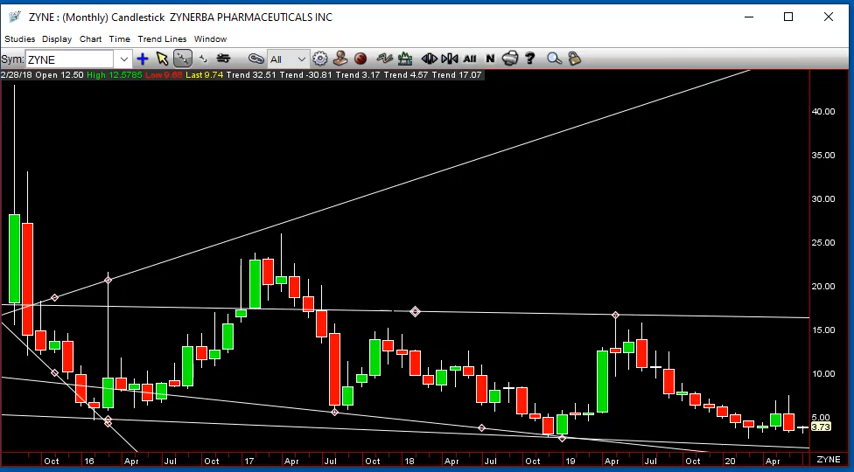 ZYNE : (Monthly) Candlestick ZYNERBA PHARMACEUTICALS INC
Studies Display Chart Time Trend Lines Window
Sym: ZYNE All All N ?
2/28/18 Open 12.50 High 12.5785 Low 9.65 Last 9.74 Trend 32.51 Trend -30.81 Trend 3.17 Trend 4.57 Trend 17.07
40.00
35.00
30.00
25.00
20.00
15.00
10.00
5.00
3.73
Oct 16 Apr Jul Oct 17 Apr Jul Oct 18 Apr Jul Oct 19 Apr Jul Oct 20 Apr ZYNE